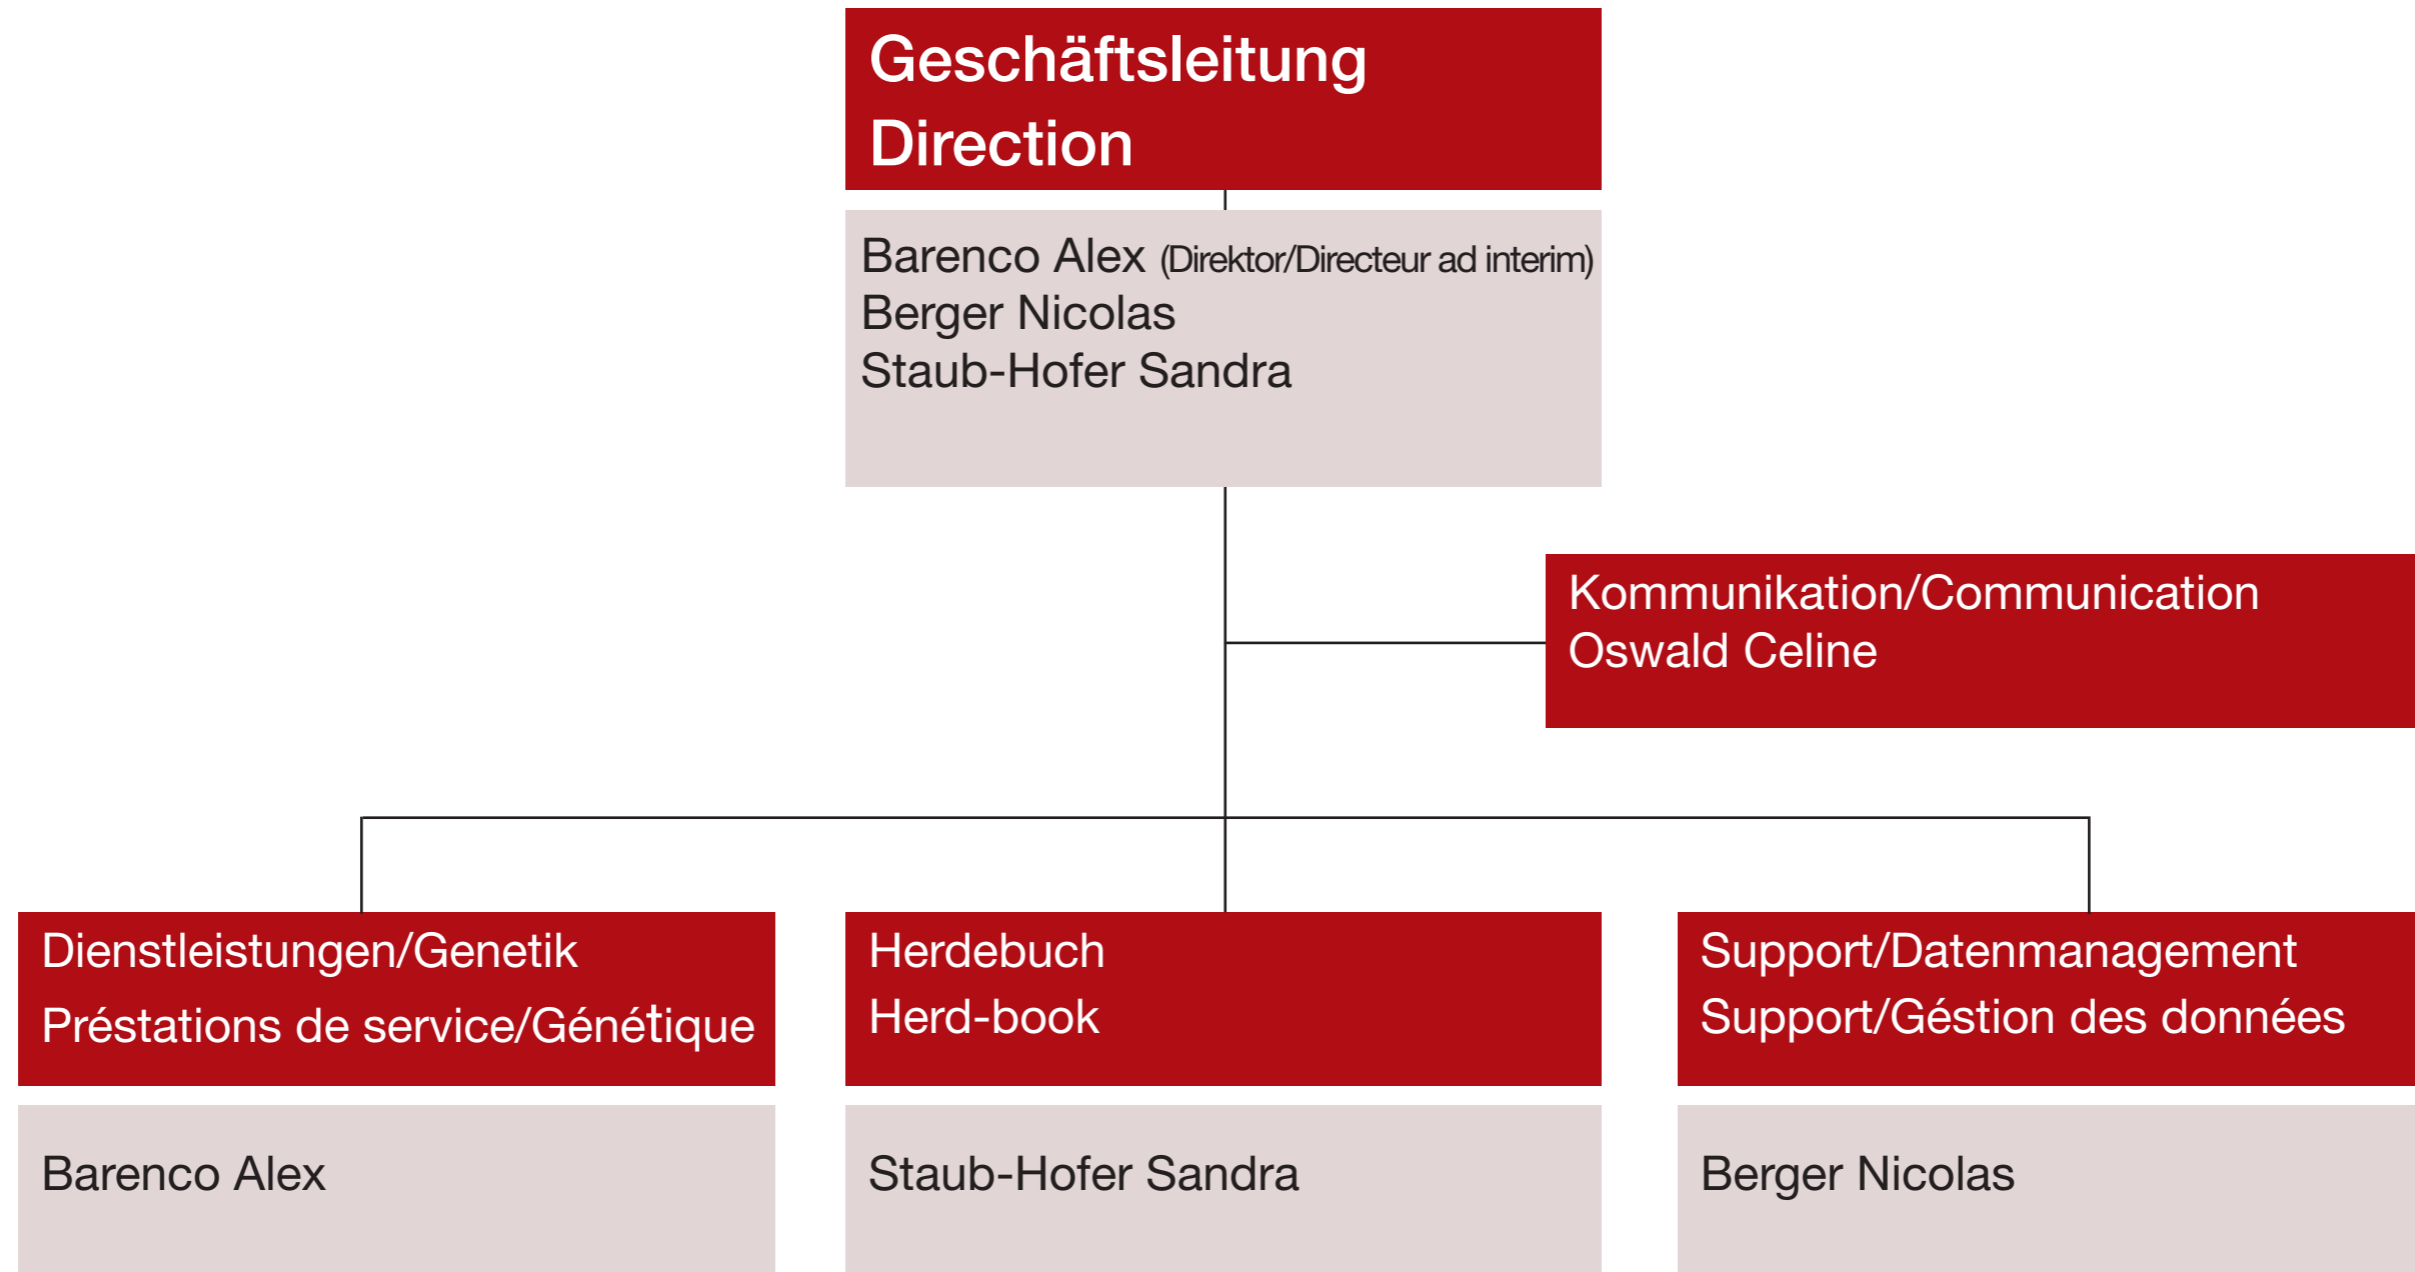 Geschäftsleitung
Direction
Barenco Alex (Direktor/Directeur ad interim)
Berger Nicolas
Staub-Hofer Sandra
Kommunikation/Communication
Oswald Celine
Dienstleistungen/Genetik
Préstations de service/Génétique
Barenco Alex
Herdebuch
Herd-book
Staub-Hofer Sandra
Support/Datenmanagement
Support/Géstion des données
Berger Nicolas